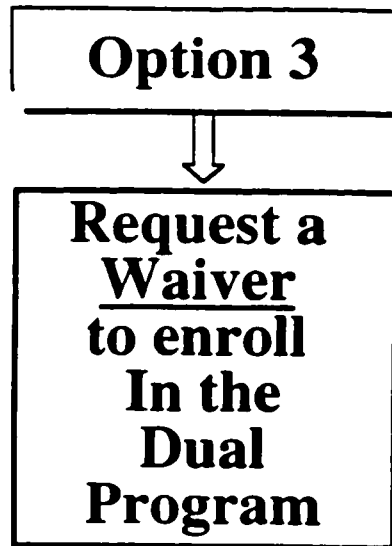 Option 3
Request a
Waiver
to enroll
In the
Dual
Program